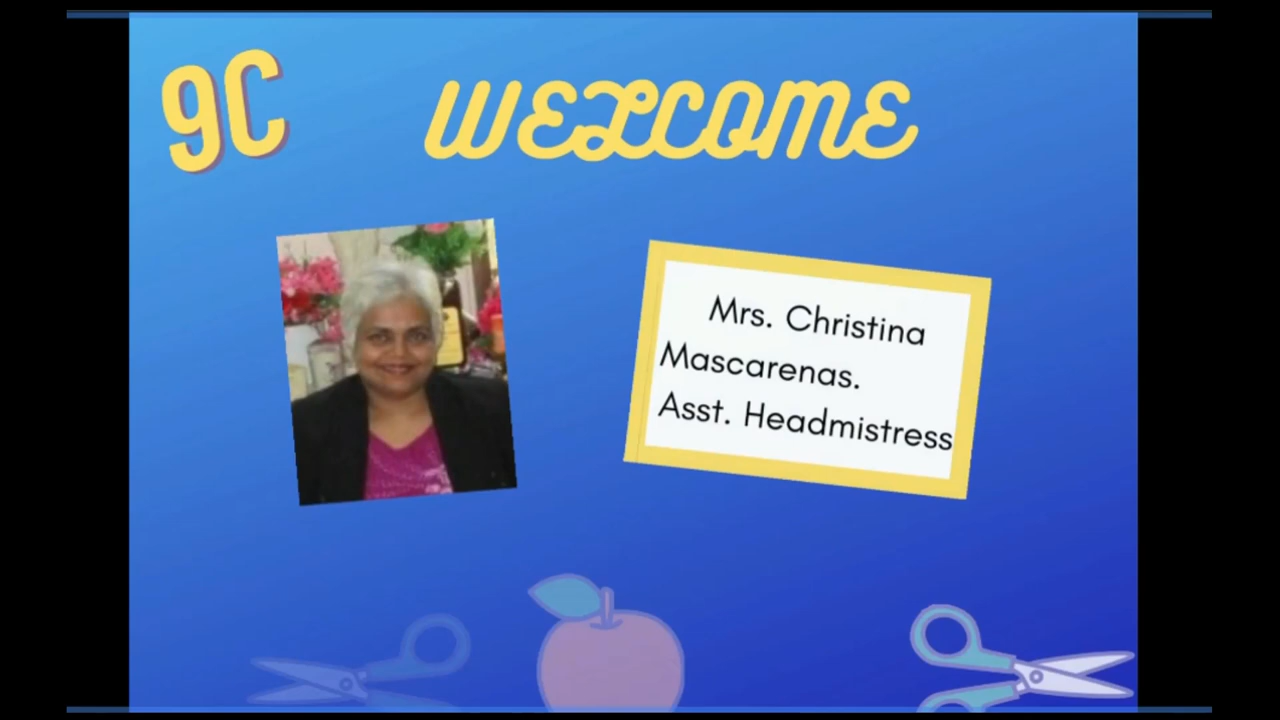 9C
WELCOME
Mrs. Christina
Mascarenas.
Asst. Headmistress